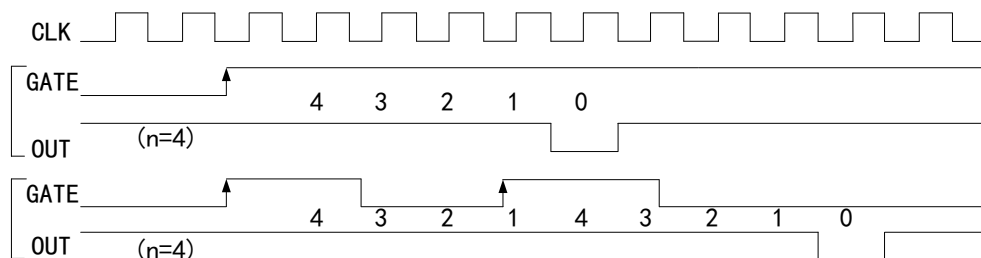 CLK
GATE
4 3 2 1 0
(n=4)
OUT
GATE
4 3 2 1 4 3 2 1 0
OUT
(n=4)